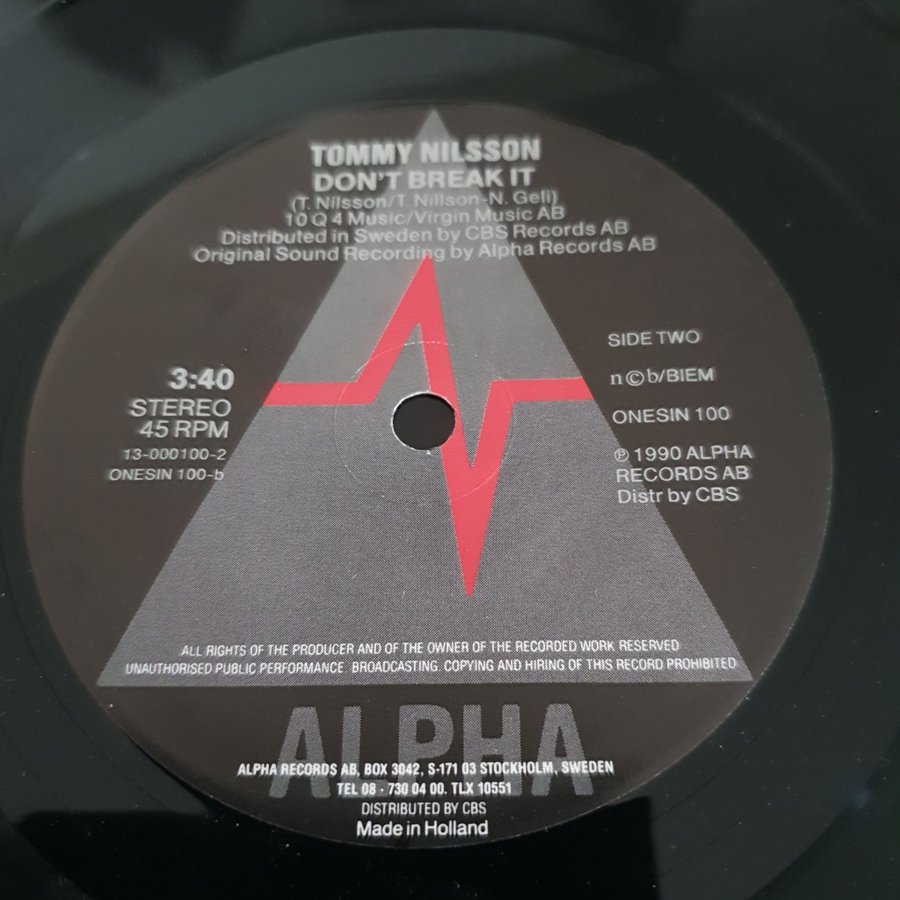 TOMMY NILSSON
DON'T BREAK IT
(T. Nilsson/T. Nillson-N. Geli)
10 Q 4 Music/Virgin Music AB
Distributed in Sweden by CBS Records AB
Original Sound Recording by Alpha Records AB
3:40
STEREO
45 RPM
13-000100-2
ONESIN 100-b
SIDE TWO
n©b/BIEM
ONESIN 100
℗ 1990 ALPHA
RECORDS AB
Distr by CBS
ALL RIGHTS OF THE PRODUCER AND OF THE OWNER OF THE RECORDED WORK RESERVED
UNAUTHORISED PUBLIC PERFORMANCE. BROADCASTING. COPYING AND HIRING OF THIS RECORD PROHIBITED
ALPHA
ALPHA RECORDS AB, BOX 3042, S-171 03 STOCKHOLM, SWEDEN
TEL 08 - 730 04 00. TLX 10551
DISTRIBUTED BY CBS
Made in Holland